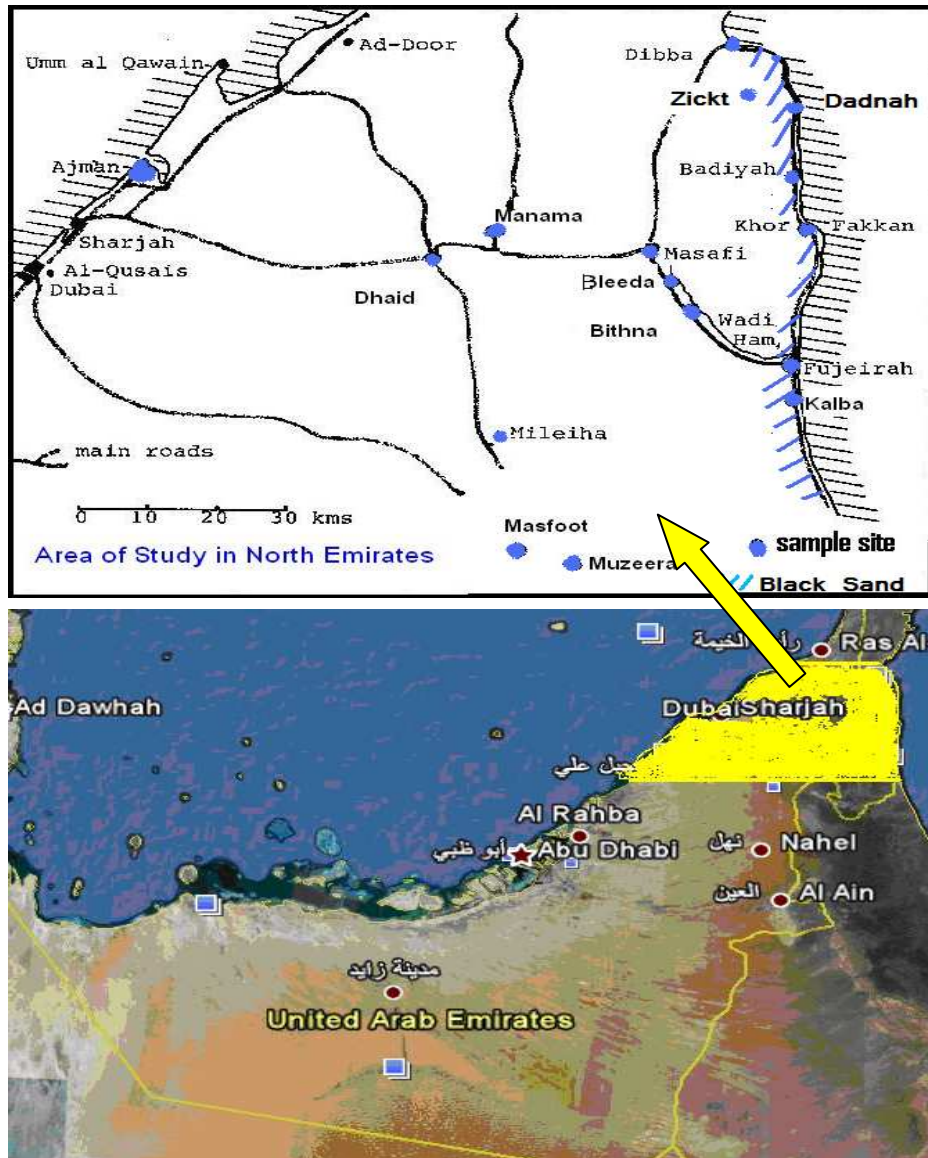 Ad-Door
Umm al Qawain
Dibba
Zickt
Dadnah
Ajman
Badiyah
Manama
Khor Fakkan
Sharjah
Masafi
Al-Qusais
Bleeda
Dubai
Dhaid
Bithna
Wadi
Ham
Fujeirah
Kalba
Mileiha
main roads
0 10 20 30 kms
Masfoot
Area of Study in North Emirates
Muzeera
sample site
Black Sand
رأس الخيمة Ras Al
Ad Dawhah
Dubai Sharjah
جبل علي
Al Rahba
أبو ظبي Abu Dhabi
نهل Nahel
العين Al Ain
مدينة زايد
United Arab Emirates